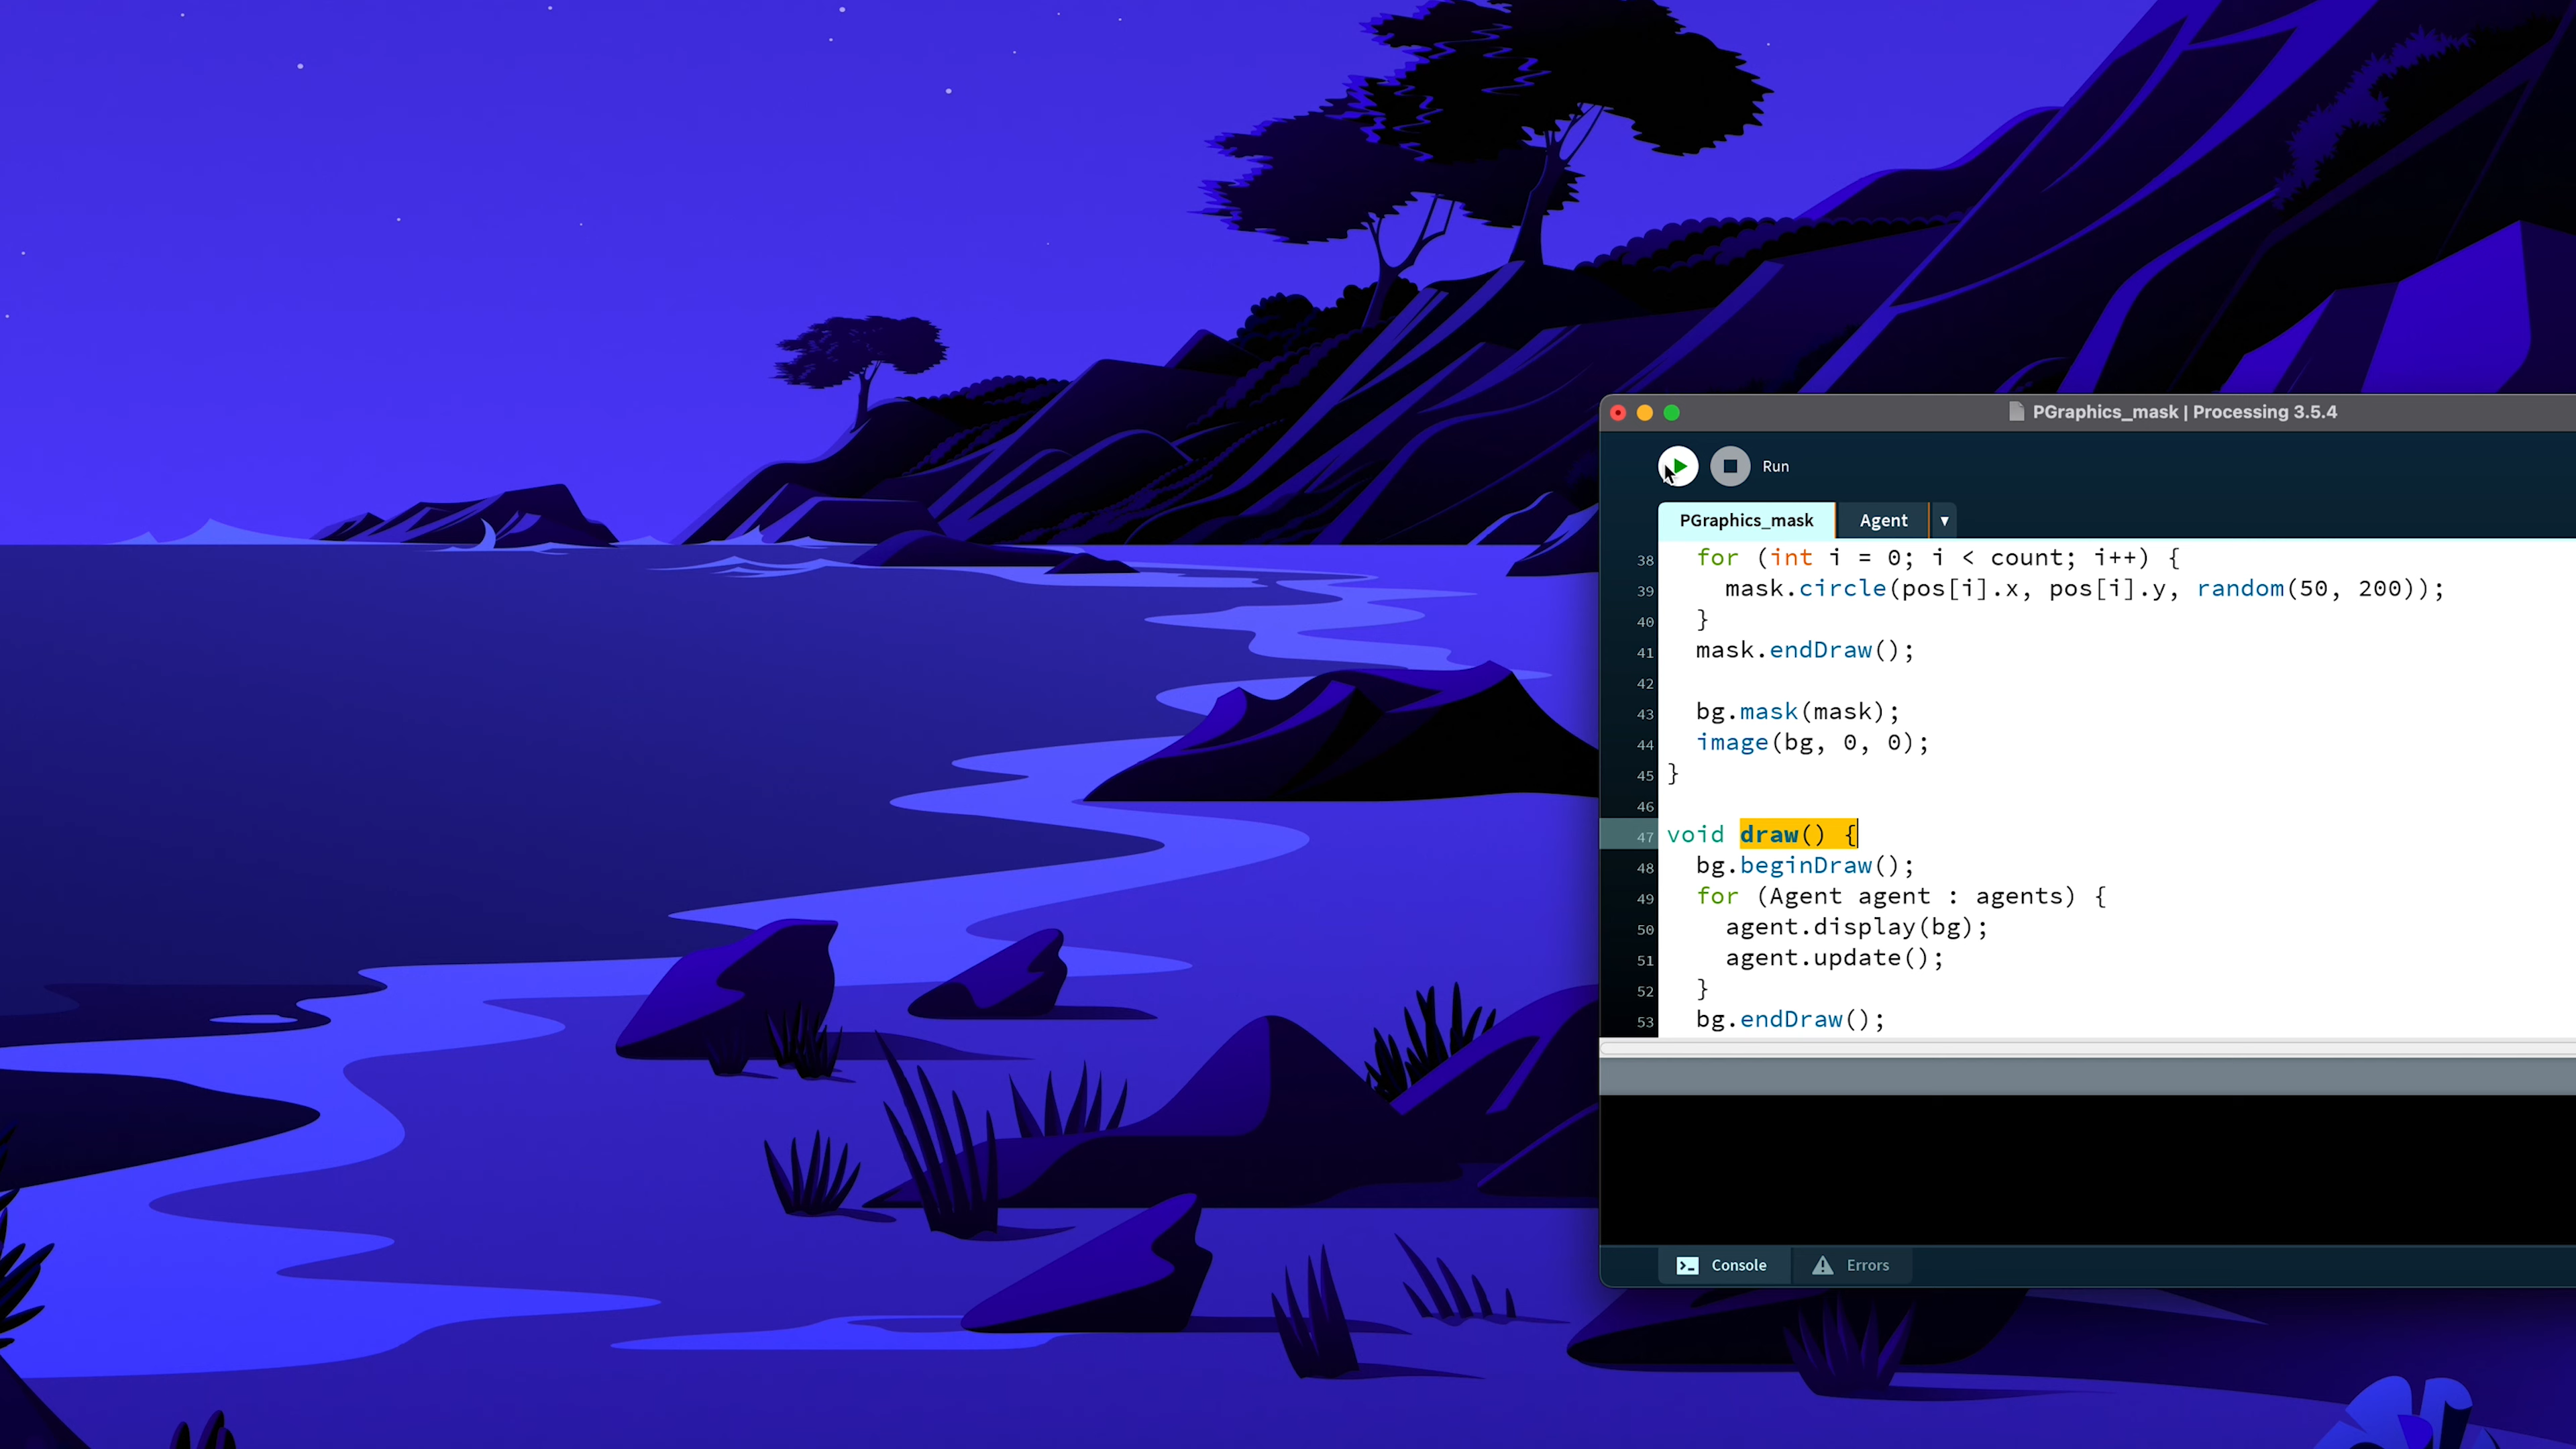 PGraphics_mask | Processing 3.5.4
Run
PGraphics_mask Agent ▼
38 for (int i = 0; i < count; i++) {
39 mask.circle(pos[i].x, pos[i].y, random(50, 200));
40 }
41 mask.endDraw();
42
43 bg.mask(mask);
44 image(bg, 0, 0);
45 }
46
47 void draw() {
48 bg.beginDraw();
49 for (Agent agent : agents) {
50 agent.display(bg);
51 agent.update();
52 }
53 bg.endDraw();
Console Errors